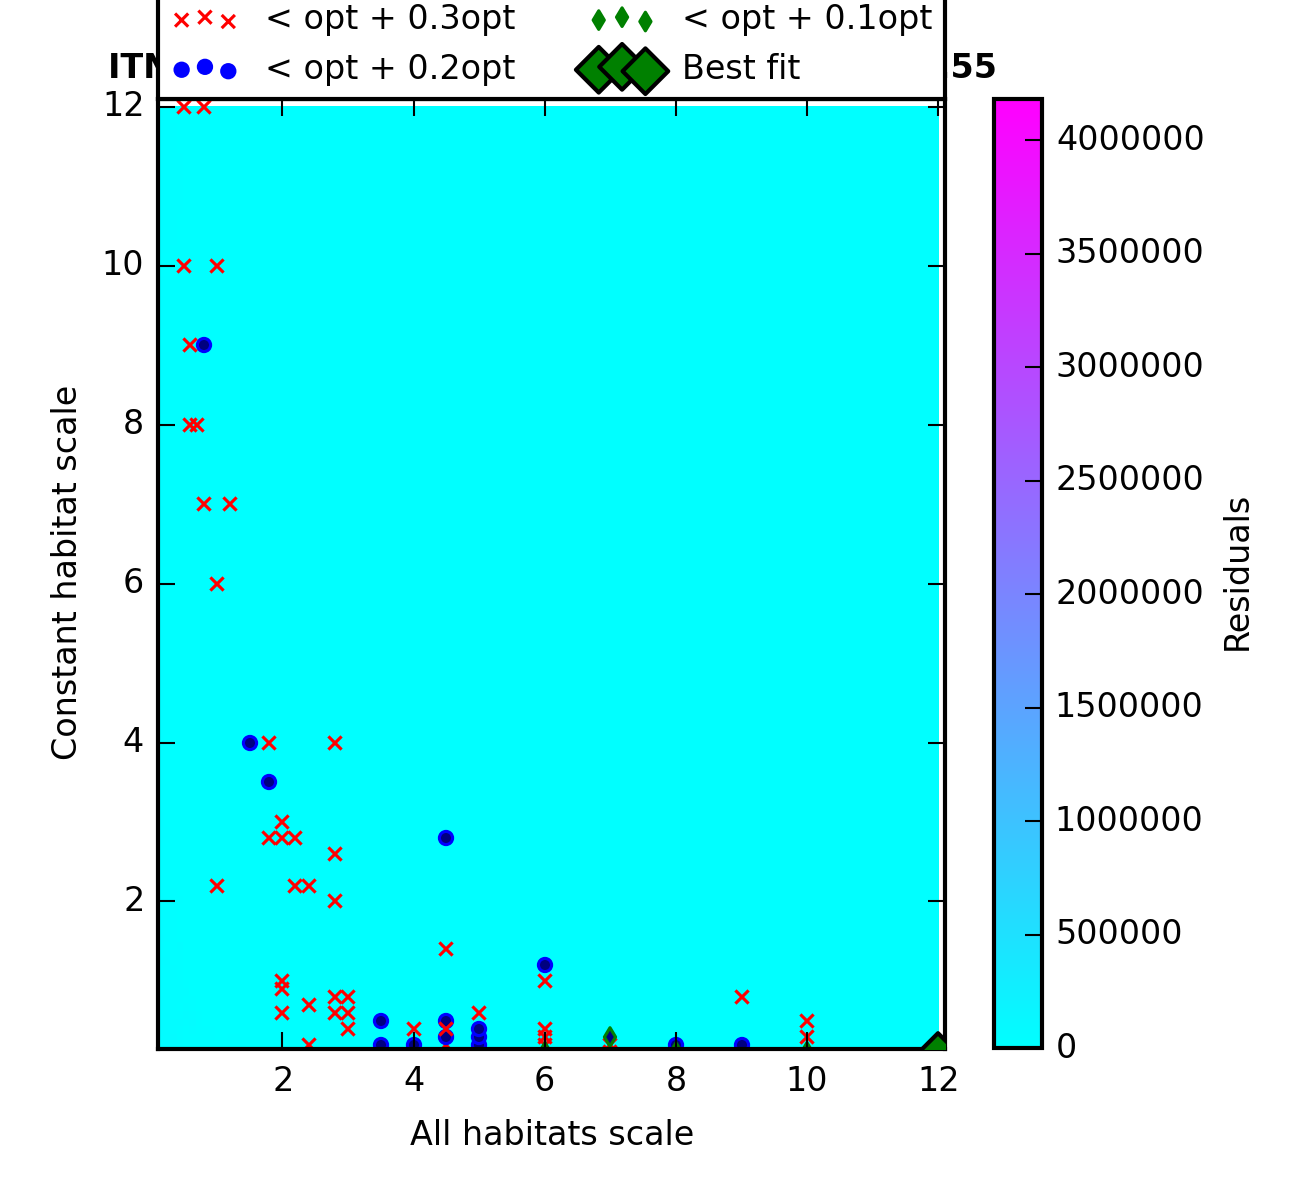 < opt + 0.3opt
< opt + 0.1opt
< opt + 0.2opt
Best fit
55
12
10
8
6
4
2
Constant habitat scale
2 4 6 8 10 12
All habitats scale
4000000
3500000
3000000
2500000
2000000
1500000
1000000
500000
0
Residuals